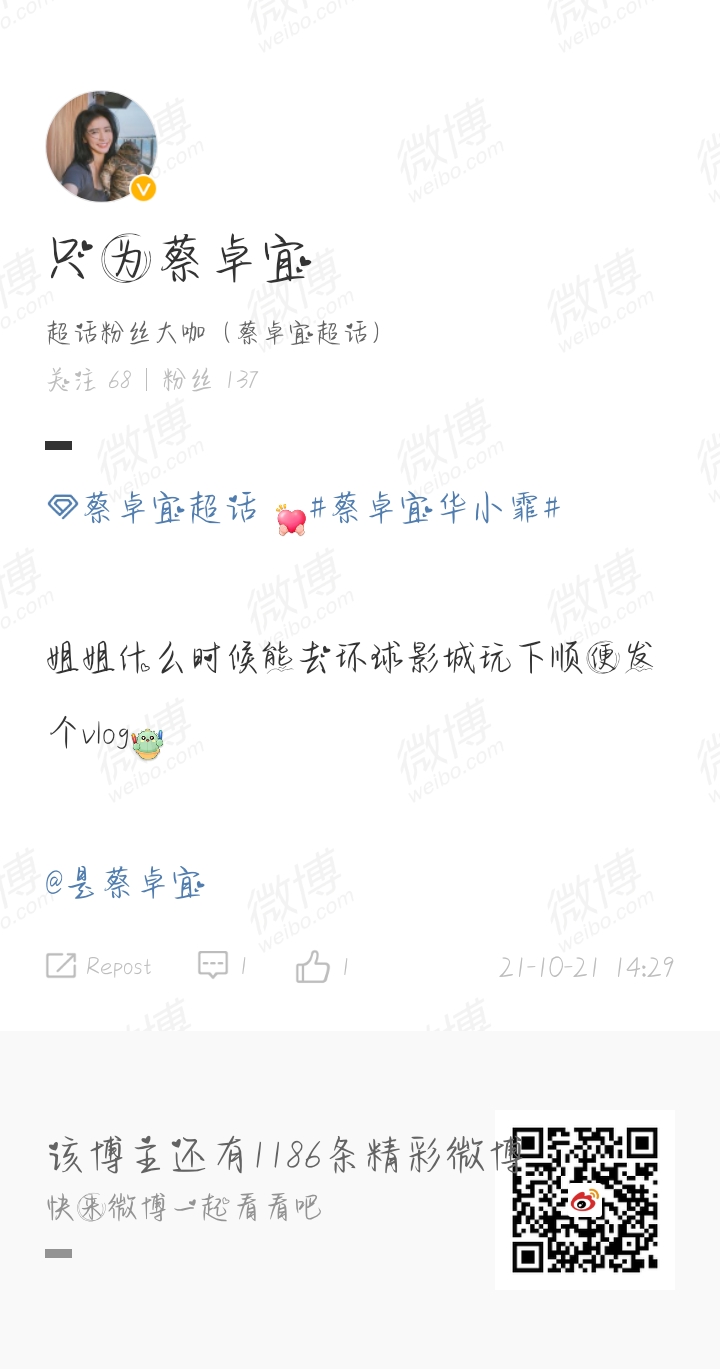 只为蔡卓宜
超话粉丝大咖（蔡卓宜超话）
关注 68 | 粉丝 137
蔡卓宜超话 #蔡卓宜华小霏#
姐姐什么时候能去环球影城玩下顺便发
个vlog
@是蔡卓宜
Repost 1 1 21-10-21 14:29
该博主还有1186条精彩微博
快来微博一起看看吧
微博
weibo.com